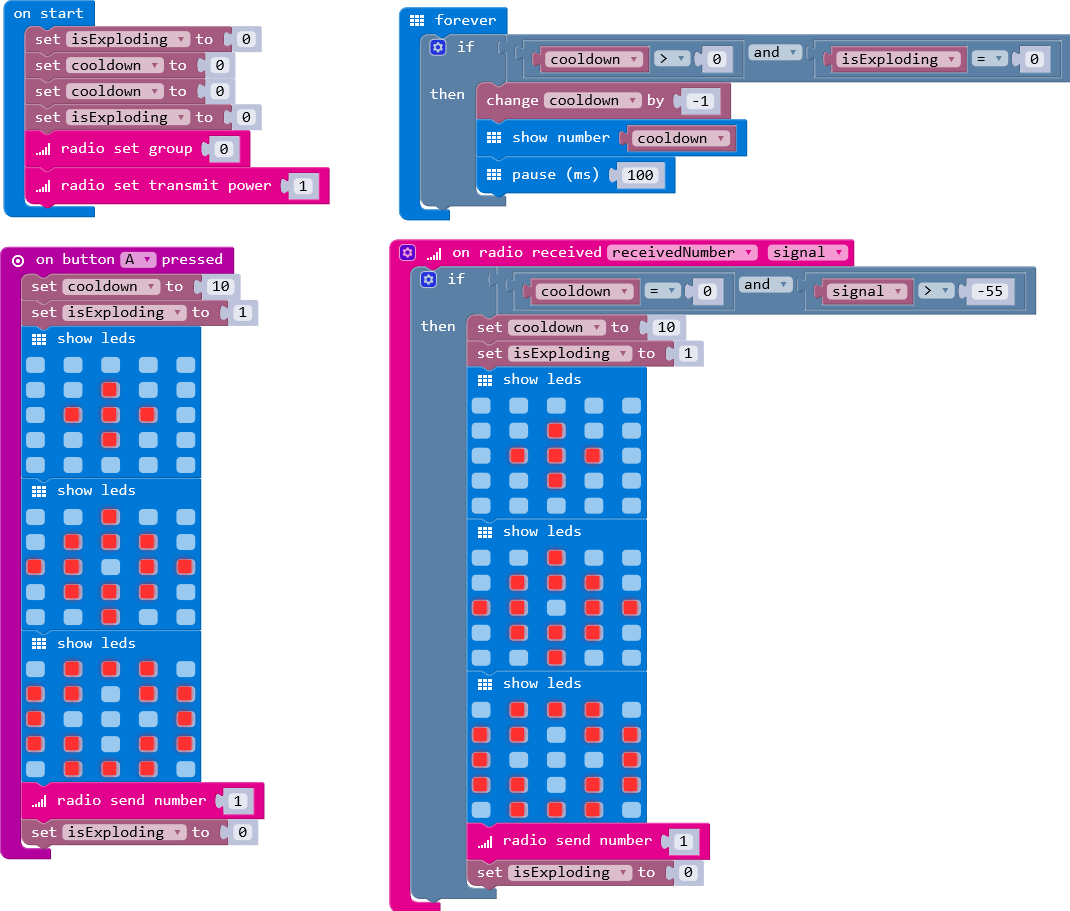 on start
set isExploding to 0
set cooldown to 0
set cooldown to 0
set isExploding to 0
radio set group 0
radio set transmit power 1
forever
if cooldown > 0 and isExploding = 0
then change cooldown by -1
show number cooldown
pause (ms) 100
on button A pressed
set cooldown to 10
set isExploding to 1
show leds
show leds
show leds
radio send number 1
set isExploding to 0
on radio received receivedNumber signal
if cooldown = 0 and signal > -55
then set cooldown to 10
set isExploding to 1
show leds
show leds
show leds
radio send number 1
set isExploding to 0